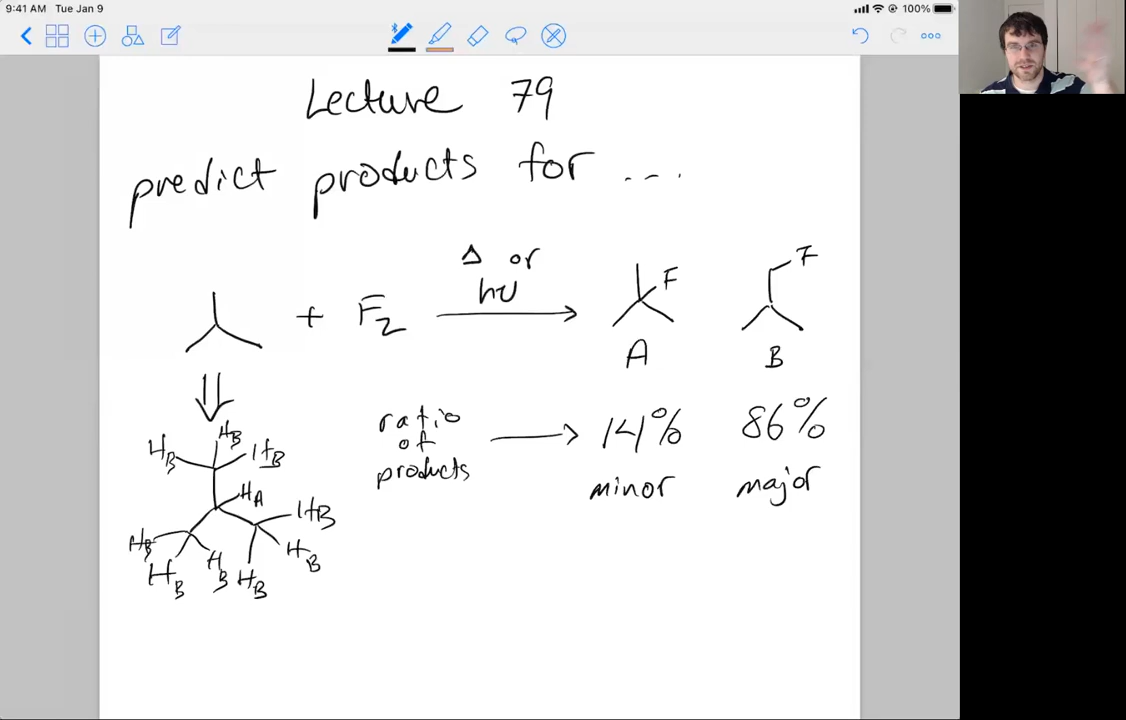 9:41 AM Tue Jan 9
100%
Lecture 79
predict products for ...
Δ or
hν
+ F2
F
F
A
B
HB
HB
HB
HA
HB
HB
HB
HB
HB
HB
ratio
of
products
14%
86%
minor
major